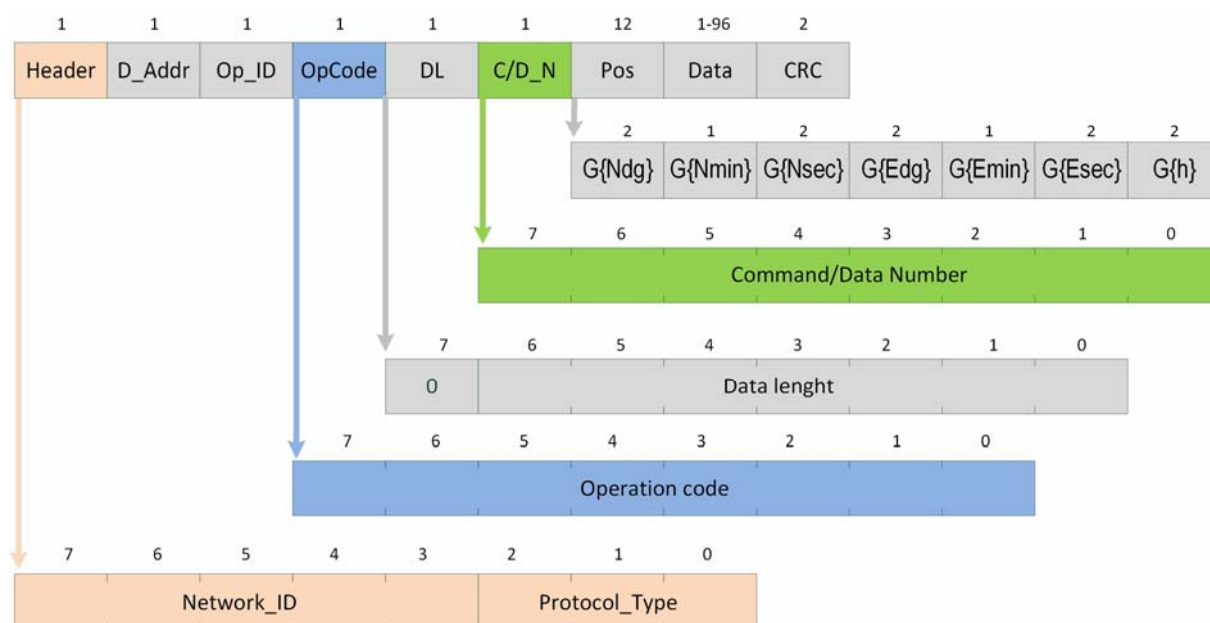 1 1 1 1 1 1 12 1-96 2
Header D_Addr Op_ID OpCode DL C/D_N Pos Data CRC
2 1 2 2 1 2 2
G{Ndg} G{Nmin} G{Nsec} G{Edg} G{Emin} G{Esec} G{h}
7 6 5 4 3 2 1 0
Command/Data Number
7 6 5 4 3 2 1 0
0 Data lenght
7 6 5 4 3 2 1 0
Operation code
7 6 5 4 3 2 1 0
Network_ID Protocol_Type